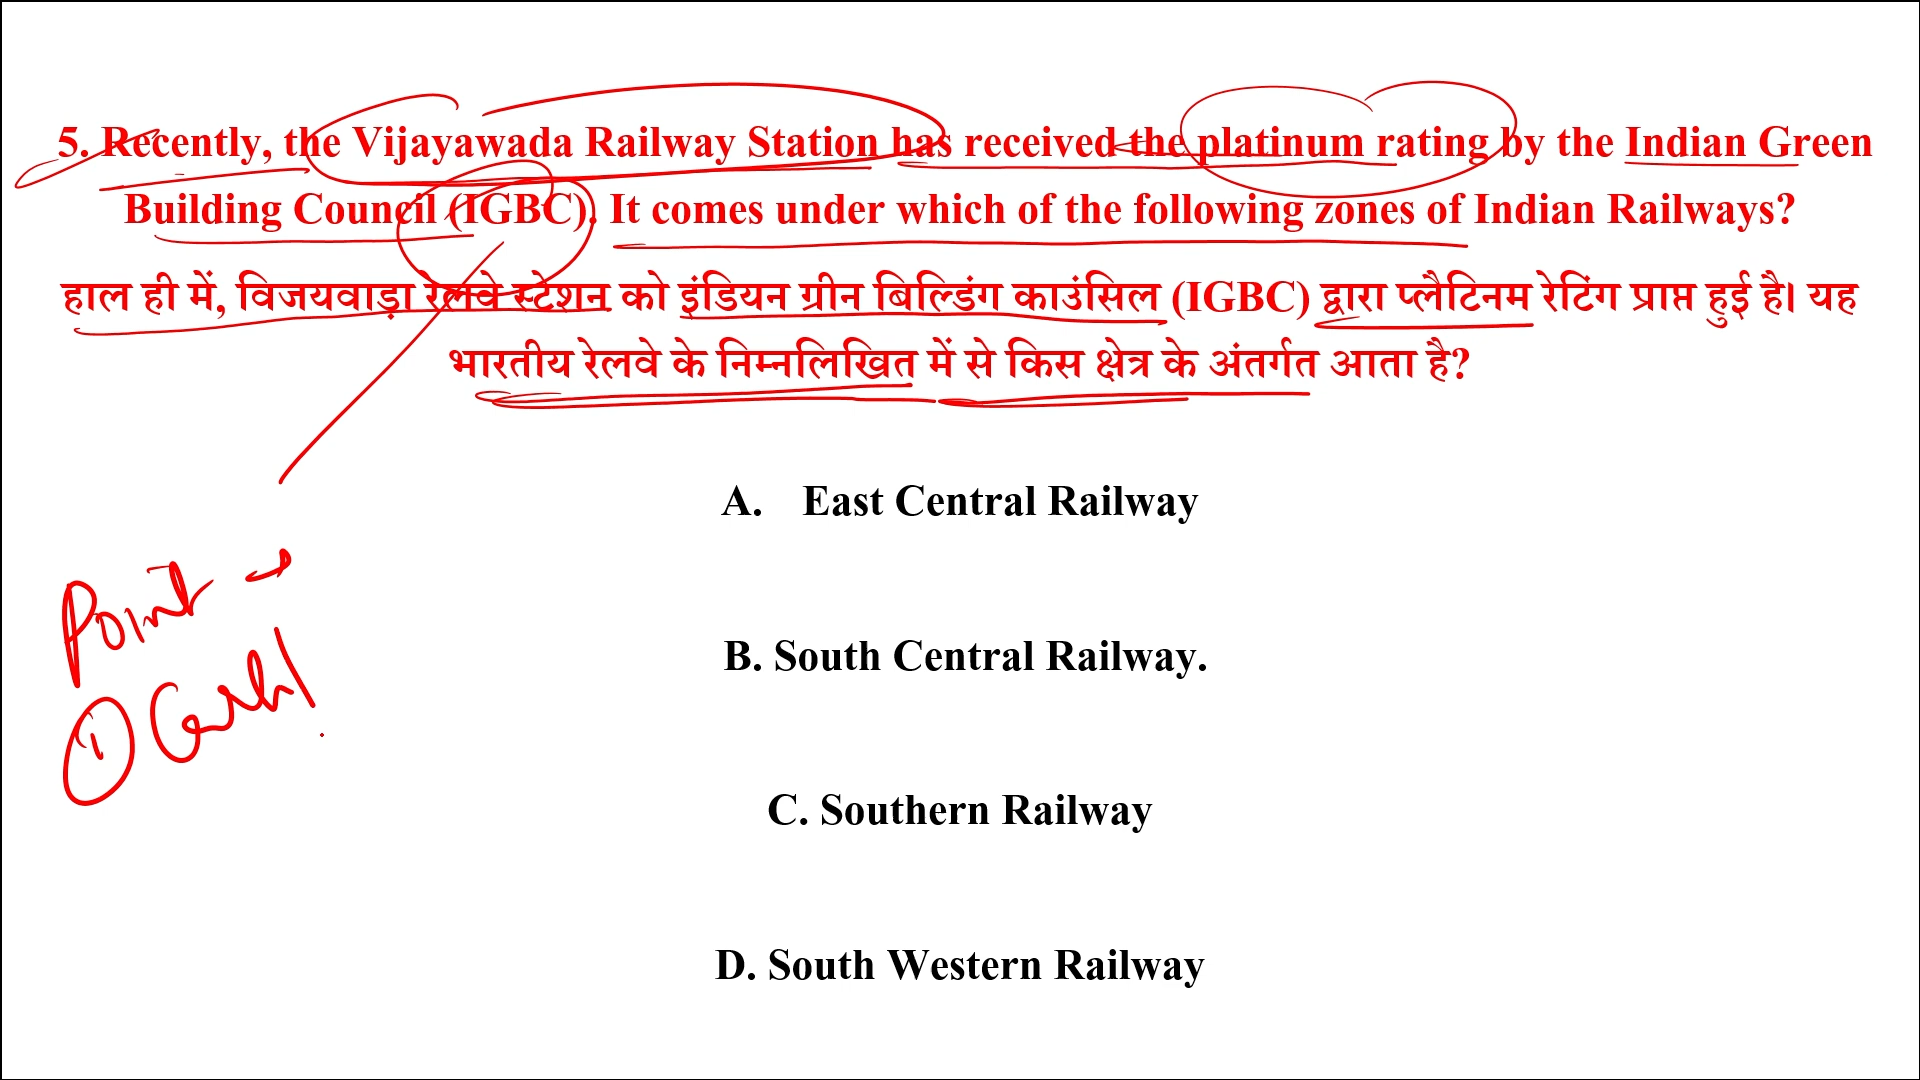 5. Recently, the Vijayawada Railway Station has received the platinum rating by the Indian Green
Building Council (IGBC). It comes under which of the following zones of Indian Railways?
हाल ही में, विजयवाड़ा रेलवे स्टेशन को इंडियन ग्रीन बिल्डिंग काउंसिल (IGBC) द्वारा प्लैटिनम रेटिंग प्राप्त हुई है। यह
भारतीय रेलवे के निम्नलिखित में से किस क्षेत्र के अंतर्गत आता है?
A. East Central Railway
Point
B. South Central Railway.
1
C. Southern Railway
D. South Western Railway